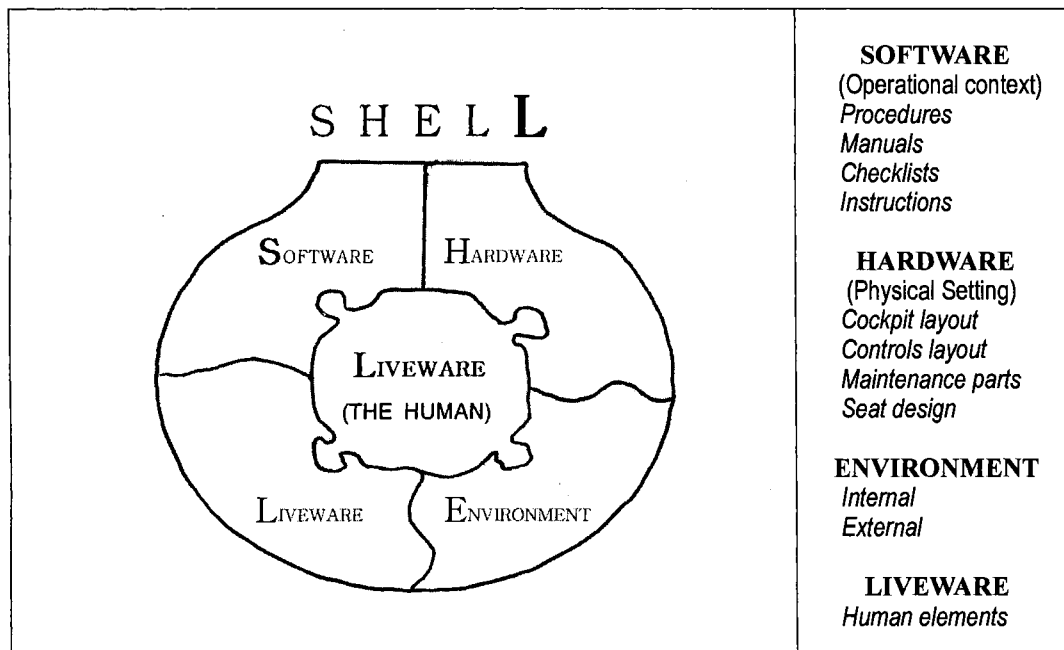 S H E L L
SOFTWARE HARDWARE
LIVEWARE
(THE HUMAN)
LIVEWARE ENVIRONMENT
SOFTWARE
(Operational context)
Procedures
Manuals
Checklists
Instructions
HARDWARE
(Physical Setting)
Cockpit layout
Controls layout
Maintenance parts
Seat design
ENVIRONMENT
Internal
External
LIVEWARE
Human elements